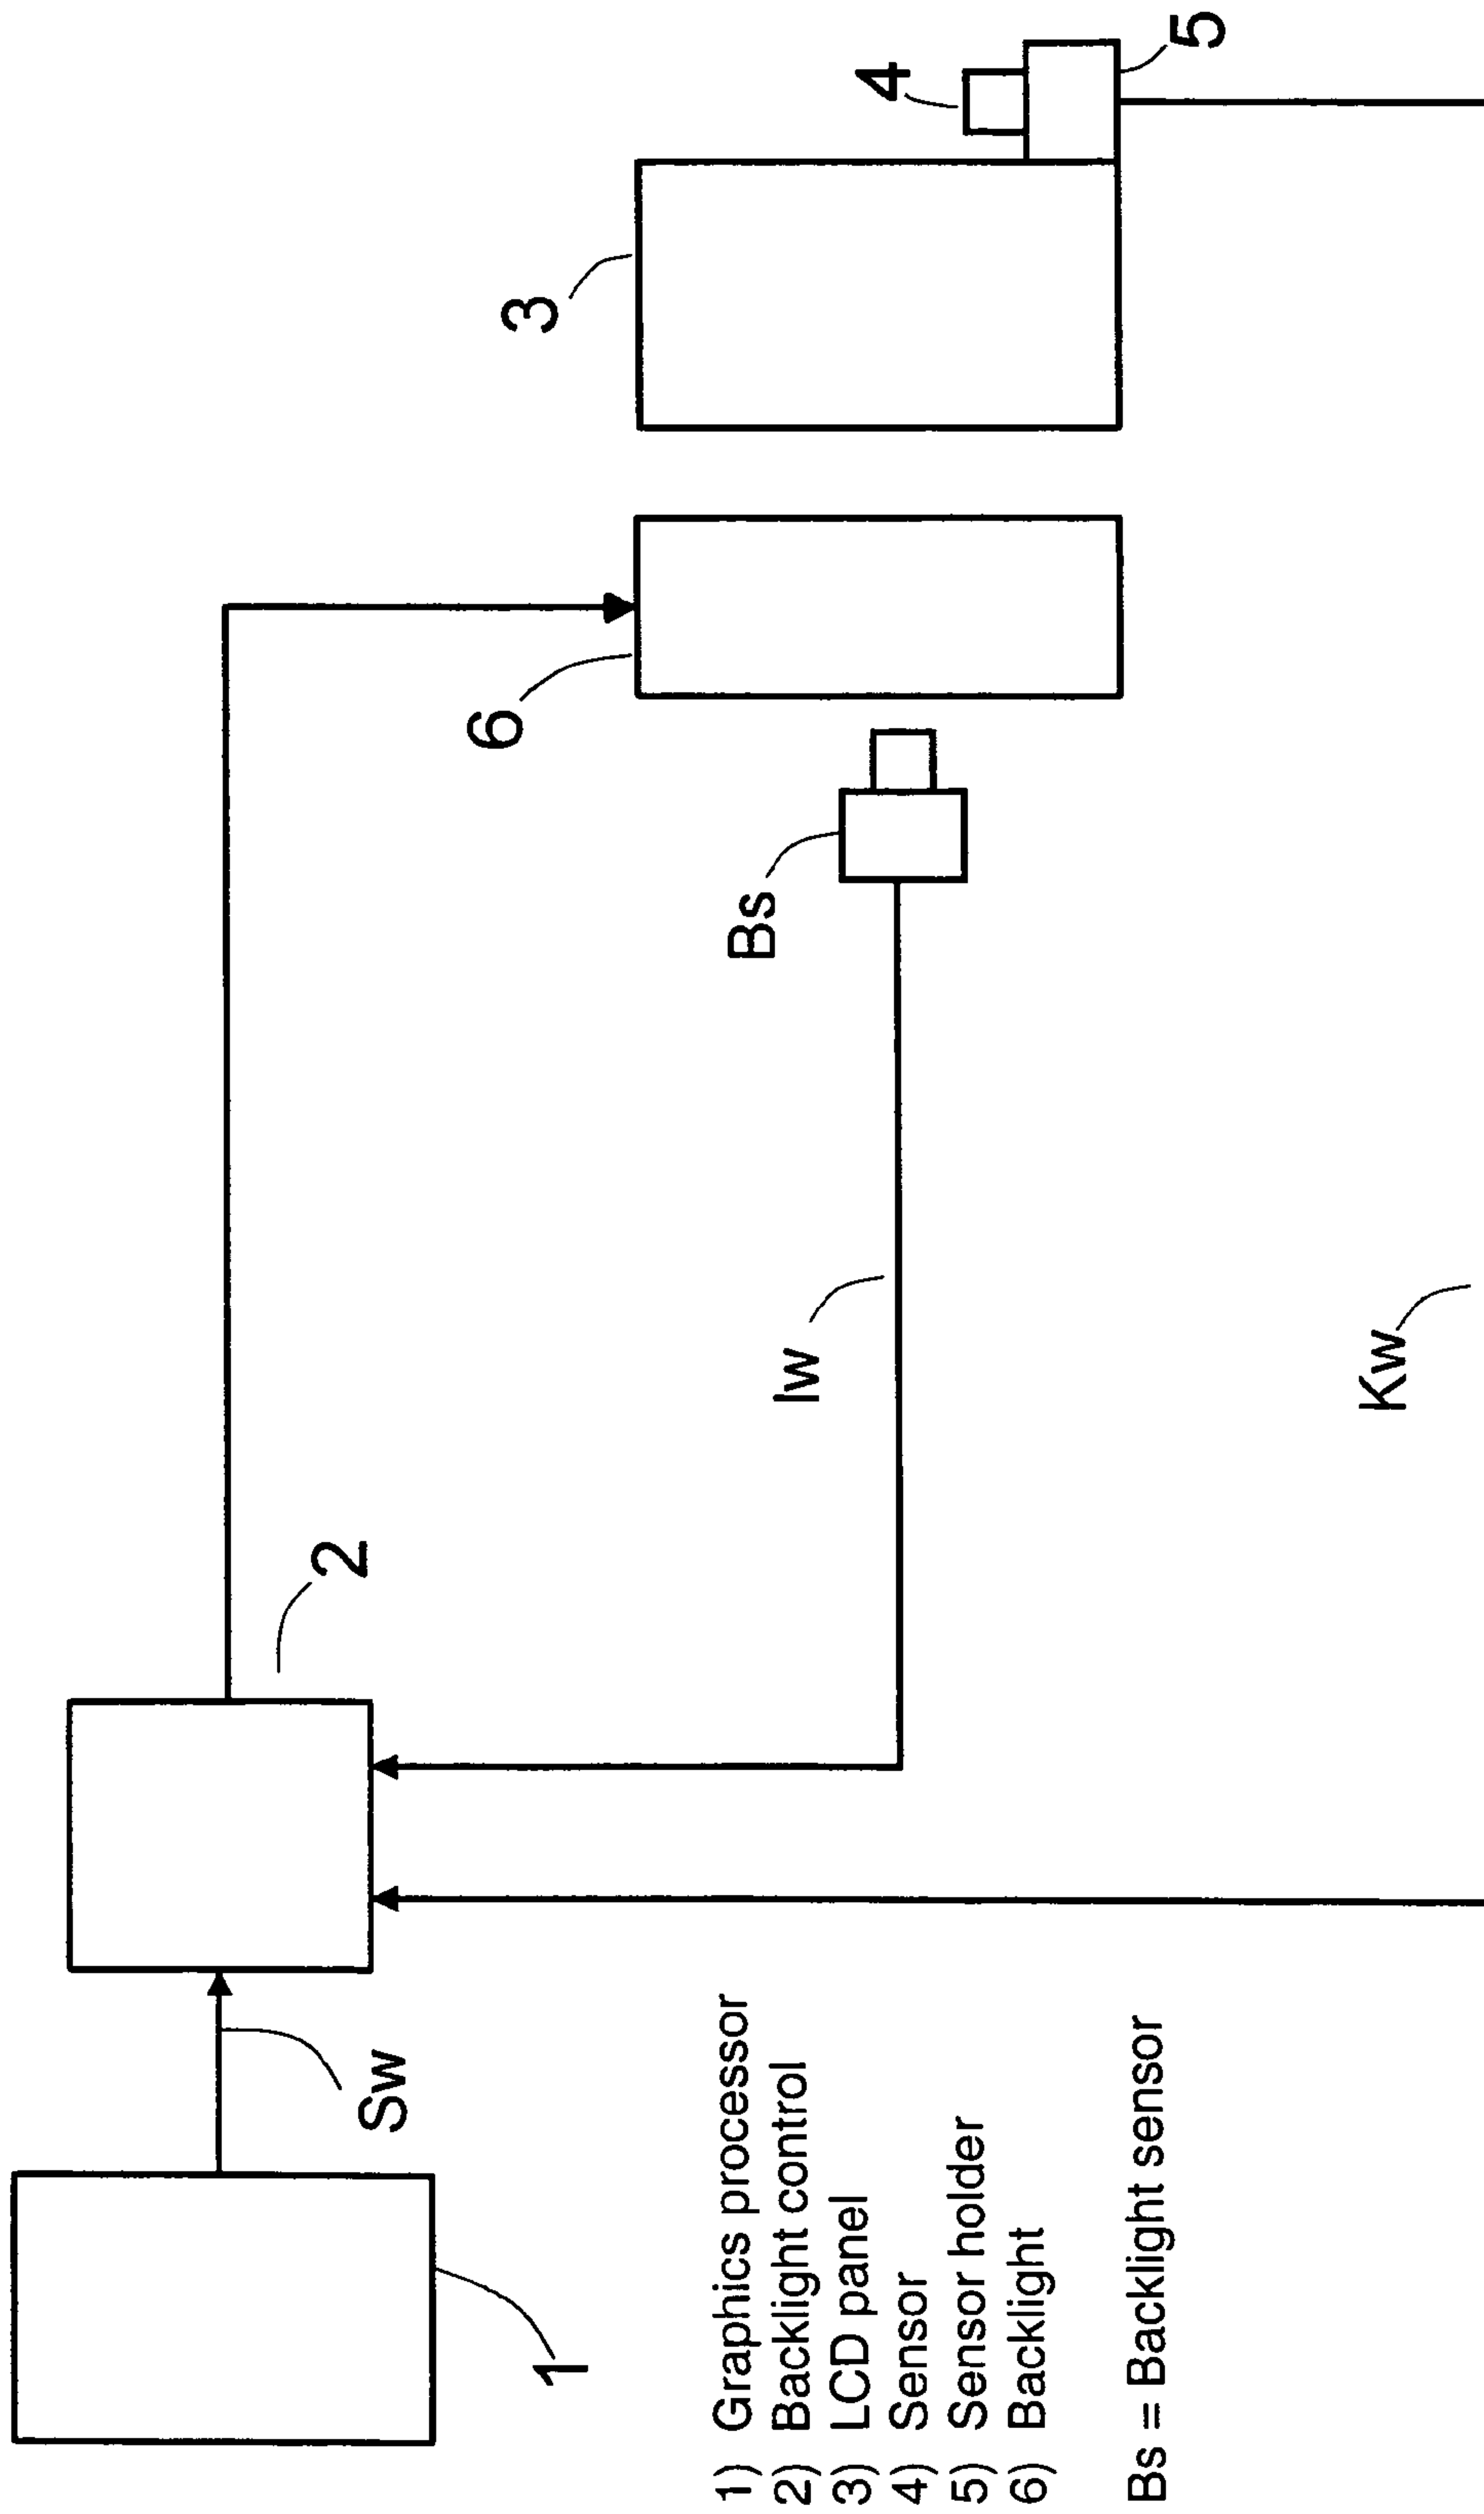 1
Sw
2
6
3
4
5
Bs
Iw
Kw
1) Graphics processor
2) Backlight control
3) LCD panel
4) Sensor
5) Sensor holder
6) Backlight
Bs = Backlight sensor